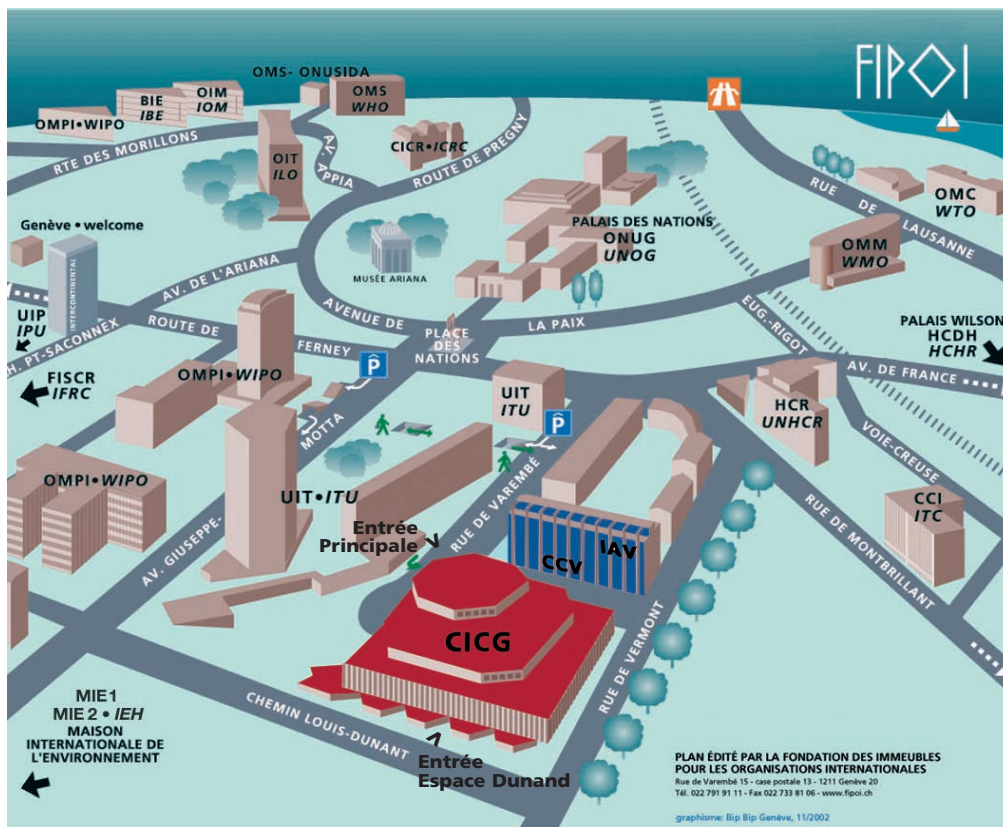 FIPOI
OMS- ONUSIDA
OIM
IOM
BIE
IBE
OMPI•WIPO
OMS
WHO
RTE DES MORILLONS
OIT
ILO
AV. APPIA
CICR•ICRC
ROUTE DE PREGNY
RUE DE LAUSANNE
OMC
WTO
Genève • welcome
INTERCONTINENTAL
AV. DE L'ARIANA
MUSÉE ARIANA
PALAIS DES NATIONS
ONUG
UNOG
OMM
WMO
UIP
IPU
H. PT-SACONNEX
ROUTE DE
FERNEY
AVENUE DE
LA PAIX
PLACE
DES
NATIONS
EUG.-RIGOT
PALAIS WILSON
HCDH
HCHR
AV. DE FRANCE
FISCR
IFRC
OMPI•WIPO
P
UIT
ITU
P
HCR
UNHCR
VOIE-CREUSE
MOTTA
AV. GIUSEPPE-
OMPI•WIPO
UIT•ITU
RUE DE VAREMBÉ
CCI
ITC
RUE DE MONTBRILLANT
Entrée
Principale
IAV
CCV
CICG
RUE DE VERMONT
MIE1
MIE 2 • IEH
MAISON
INTERNATIONALE DE
L'ENVIRONNEMENT
CHEMIN LOUIS-DUNANT
Entrée
Espace Dunand
PLAN ÉDITÉ PAR LA FONDATION DES IMMEUBLES
POUR LES ORGANISATIONS INTERNATIONALES
Rue de Varembé 15 - case postale 13 - 1211 Genève 20
Tél. 022 791 91 11 - Fax 022 733 81 06 - www.fipoi.ch
graphisme: Bip Bip Genève, 11/2002